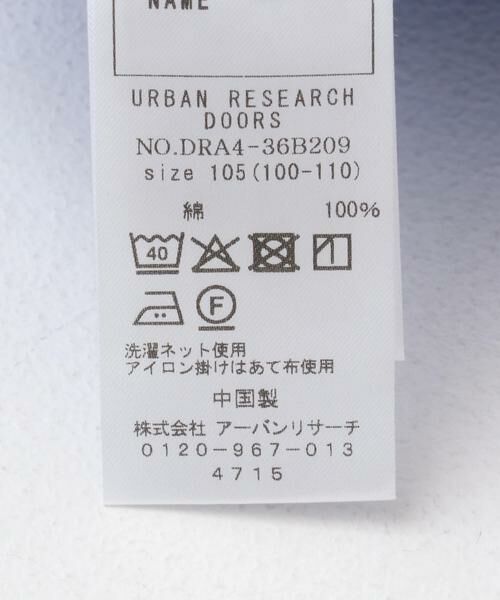 NAME
URBAN RESEARCH
DOORS
NO.DRA4-36B209
size 105(100-110)
綿 100%
40
F
洗濯ネット使用
アイロン掛けはあて布使用
中国製
株式会社 アーバンリサーチ
0120-967-013
4715